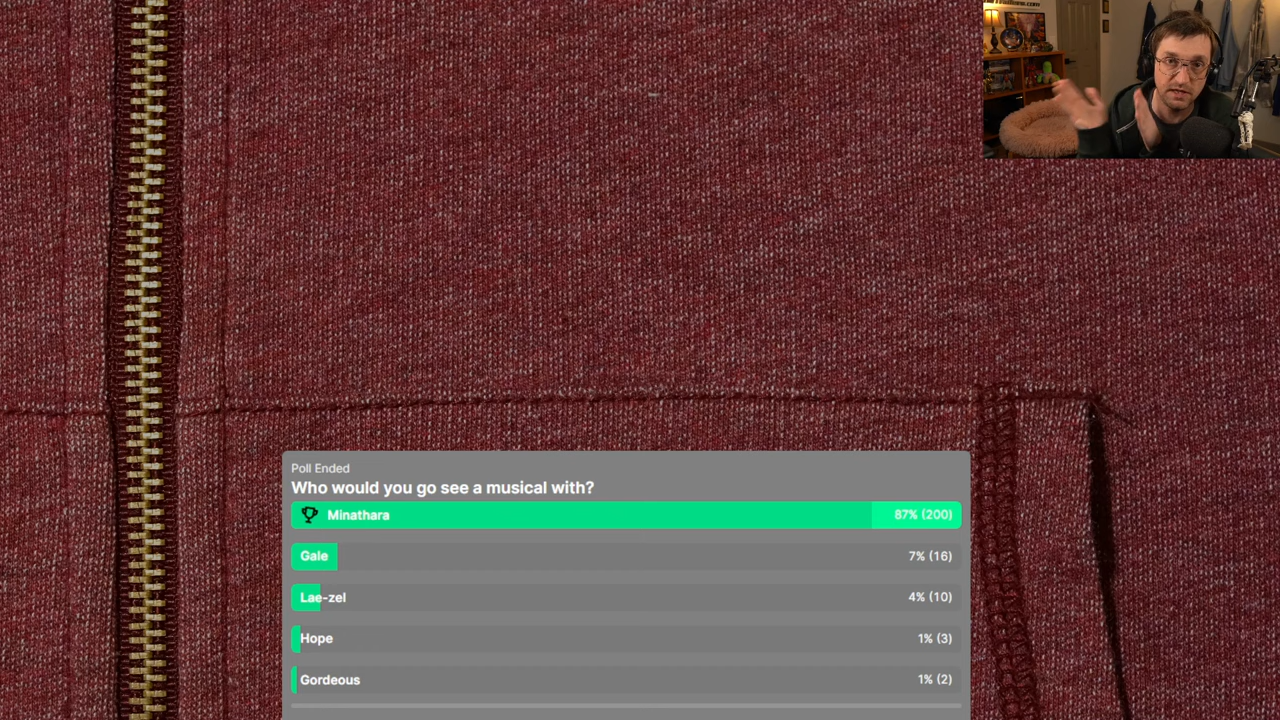 Poll Ended
Who would you go see a musical with?
Minathara 87% (200)
Gale 7% (16)
Lae-zel 4% (10)
Hope 1% (3)
Gordeous 1% (2)